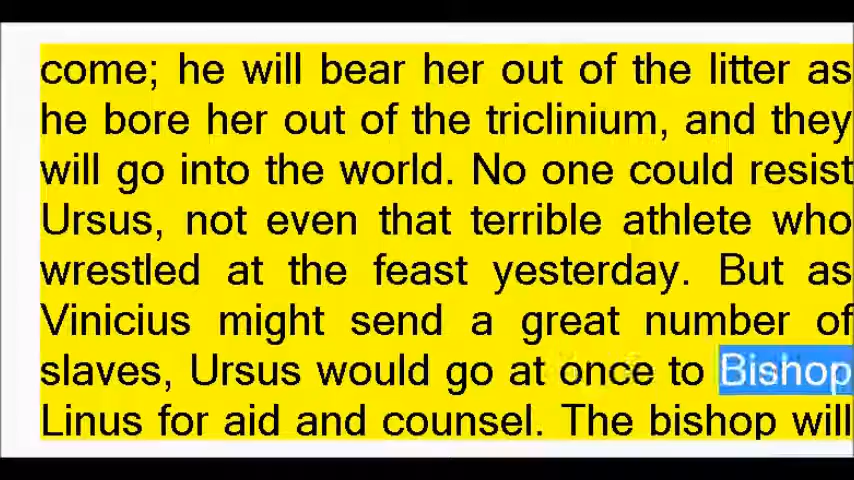 come; he will bear her out of the litter as
he bore her out of the triclinium, and they
will go into the world. No one could resist
Ursus, not even that terrible athlete who
wrestled at the feast yesterday. But as
Vinicius might send a great number of
slaves, Ursus would go at once to Bishop
Linus for aid and counsel. The bishop will